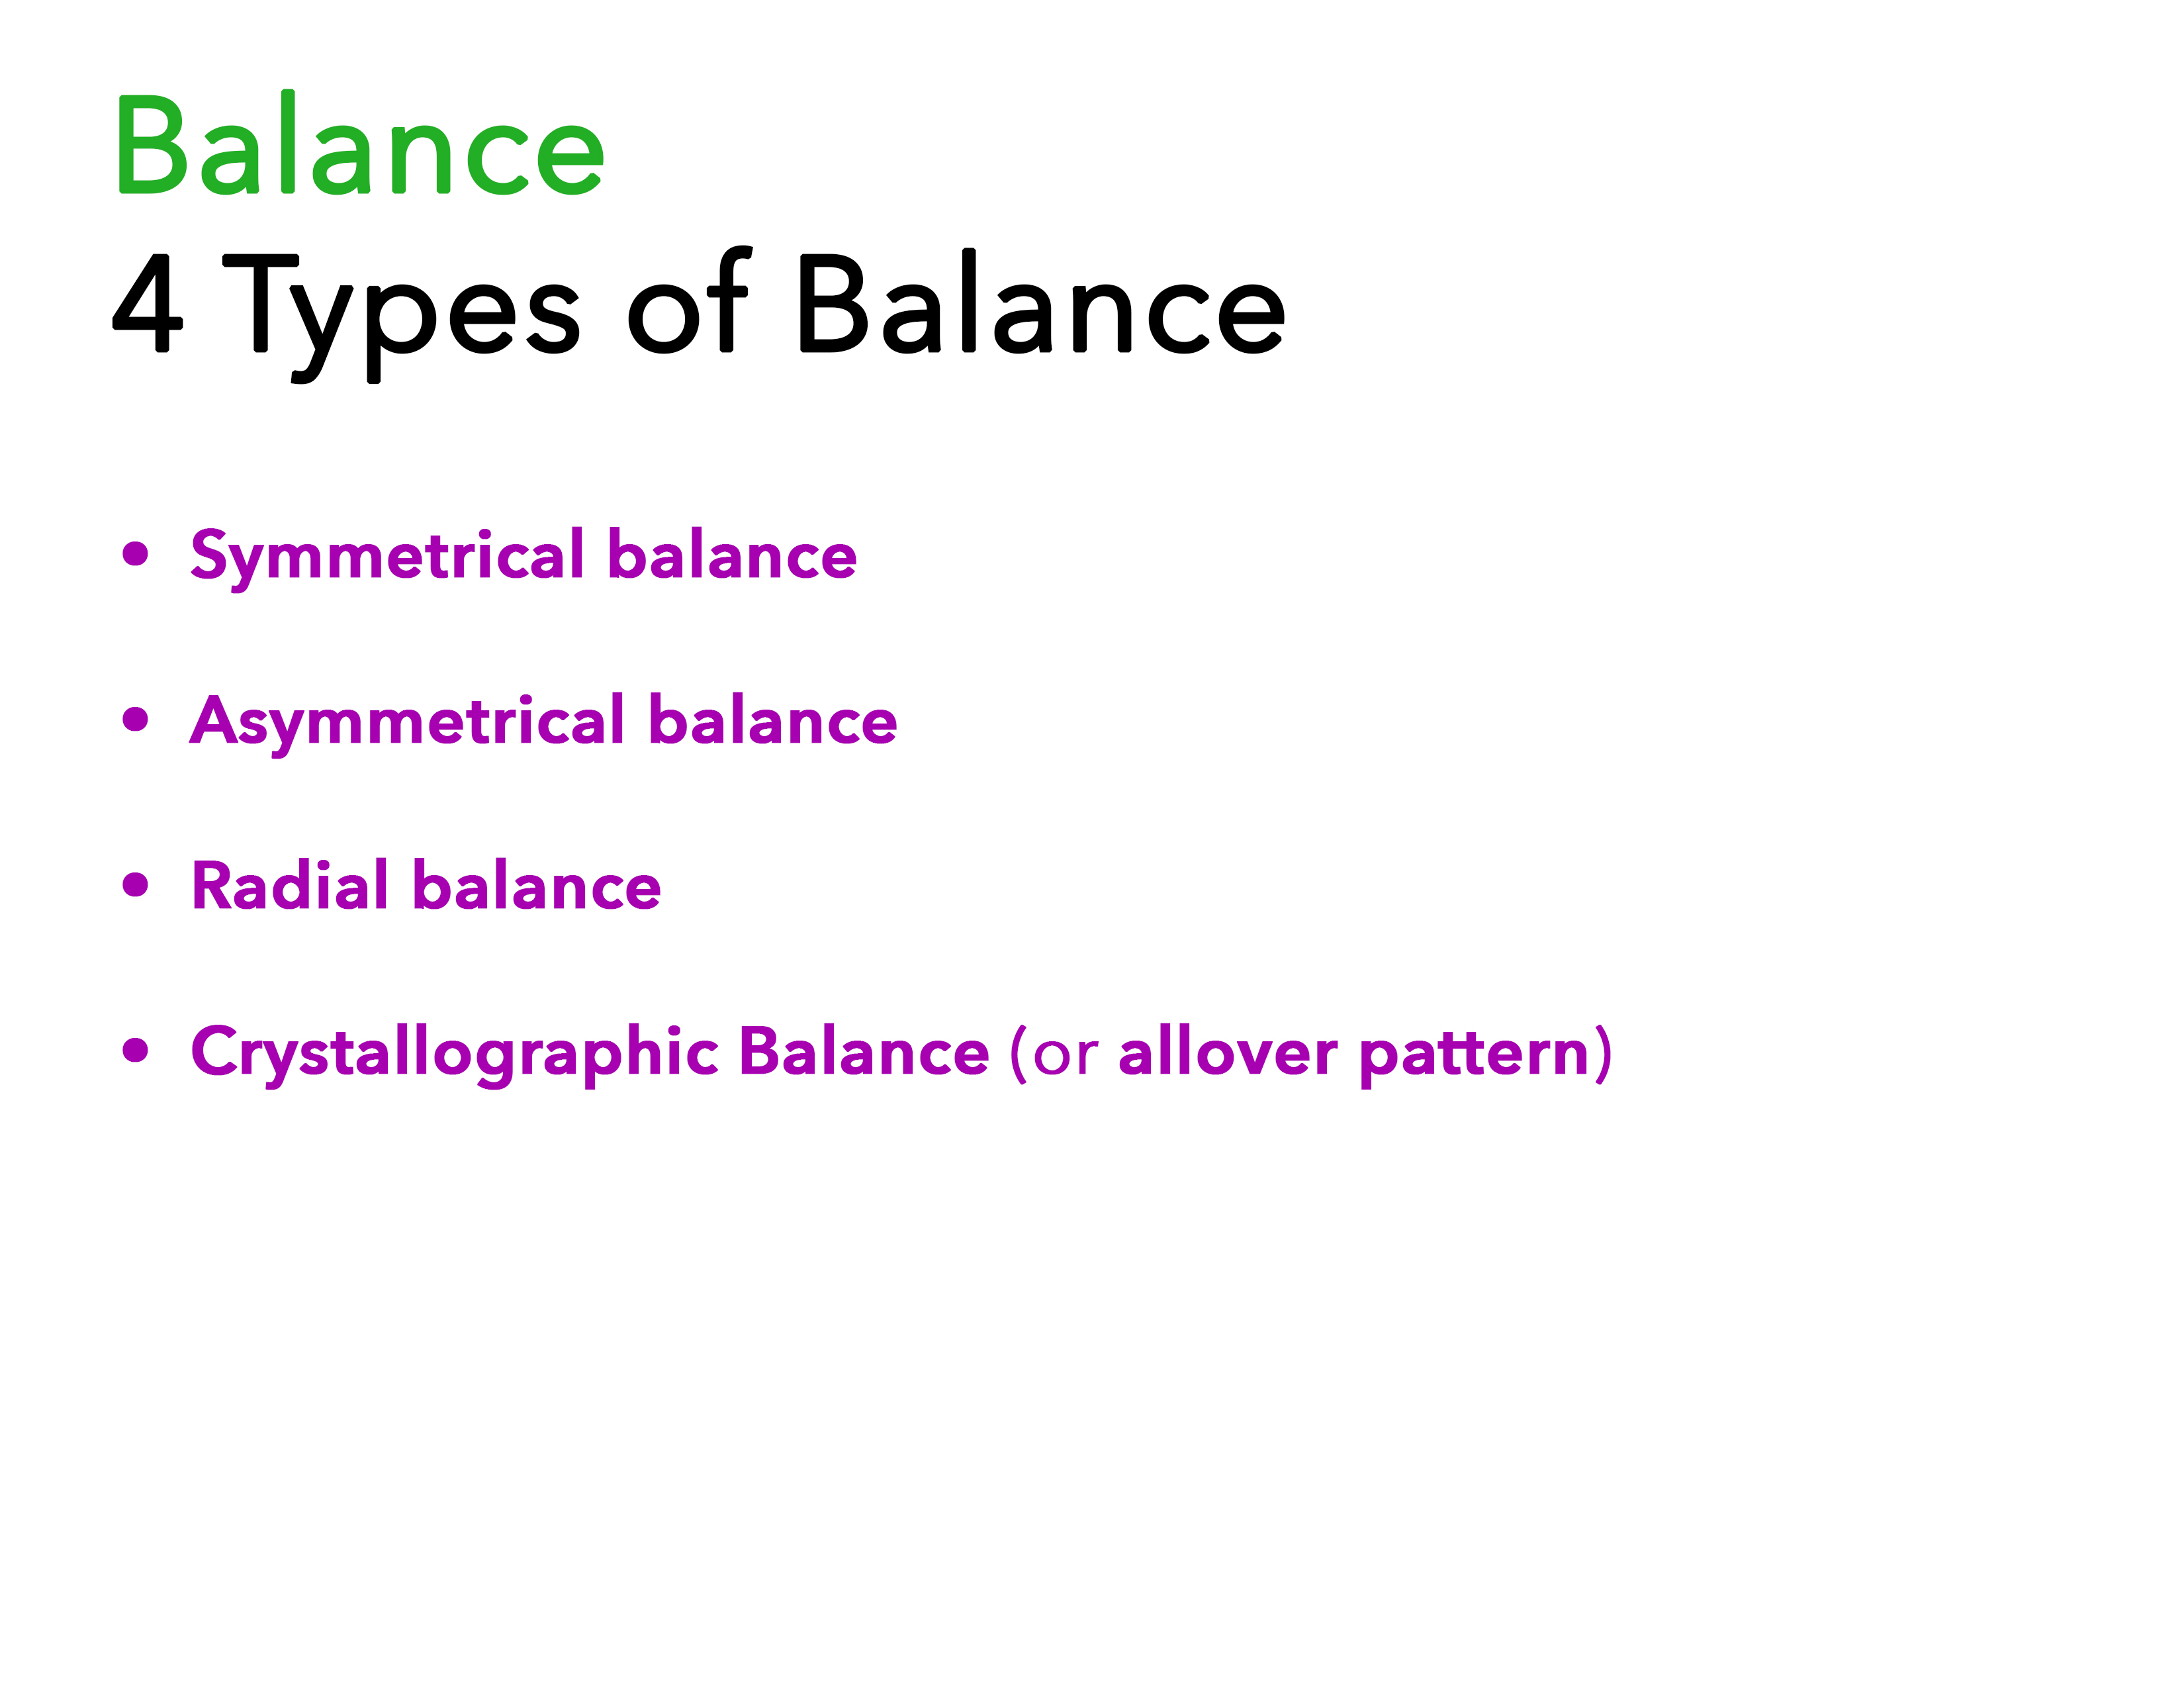 Balance
4 Types of Balance
• Symmetrical balance
• Asymmetrical balance
• Radial balance
• Crystallographic Balance (or allover pattern)